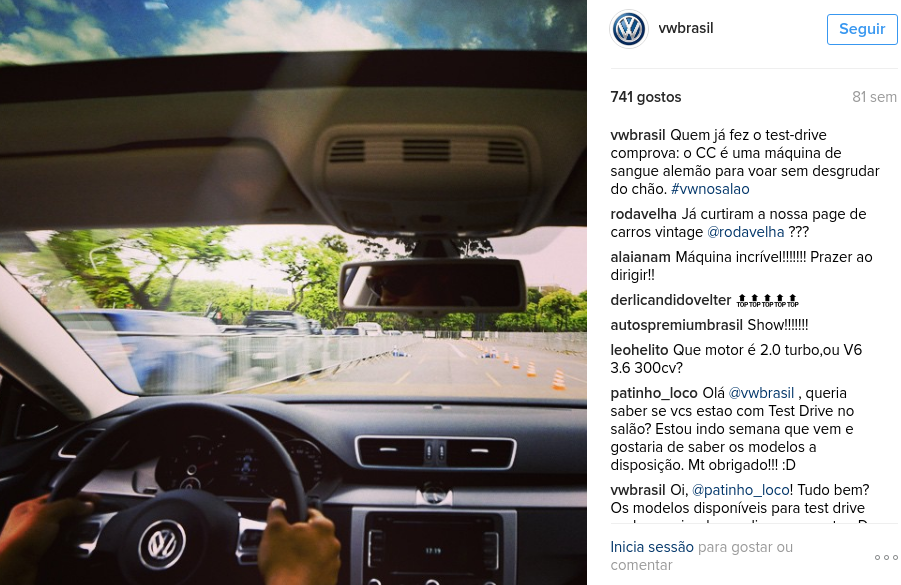 vwbrasil
Seguir
741 gostos
81 sem
vwbrasil Quem já fez o test-drive
comprova: o CC é uma máquina de
sangue alemão para voar sem desgrudar
do chão. #vwnosalao
rodavelha Já curtiram a nossa page de
carros vintage @rodavelha ???
alaianam Máquina incrível!!!!!!! Prazer ao
dirigir!!
derlicandidovelter 🔝🔝🔝🔝🔝
autospremiumbrasil Show!!!!!!!
leohelito Que motor é 2.0 turbo,ou V6
3.6 300cv?
patinho_loco Olá @vwbrasil , queria
saber se vcs estao com Test Drive no
salão? Estou indo semana que vem e
gostaria de saber os modelos a
disposição. Mt obrigado!!! :D
vwbrasil Oi, @patinho_loco! Tudo bem?
Os modelos disponíveis para test drive
Inicia sessão para gostar ou
comentar